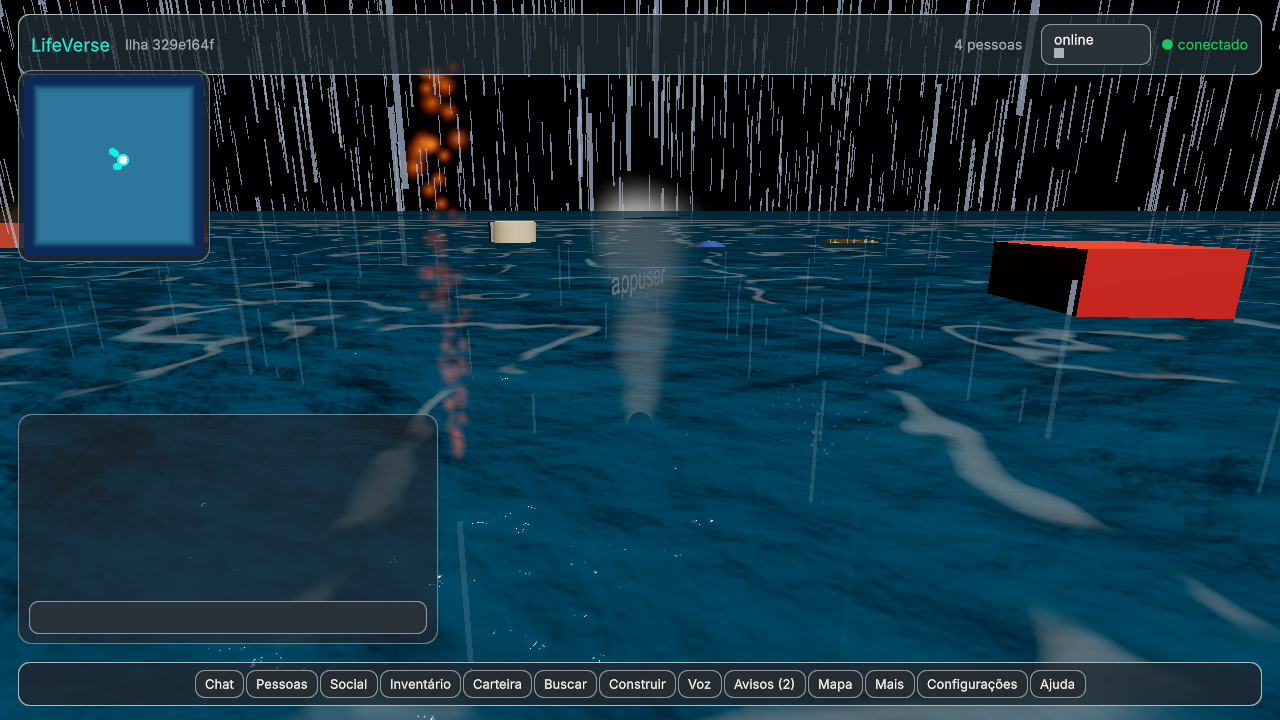 LifeVerse Ilha 329e164f 4 pessoas online conectado
appuser
Chat Pessoas Social Inventário Carteira Buscar Construir Voz Avisos (2) Mapa Mais Configurações Ajuda